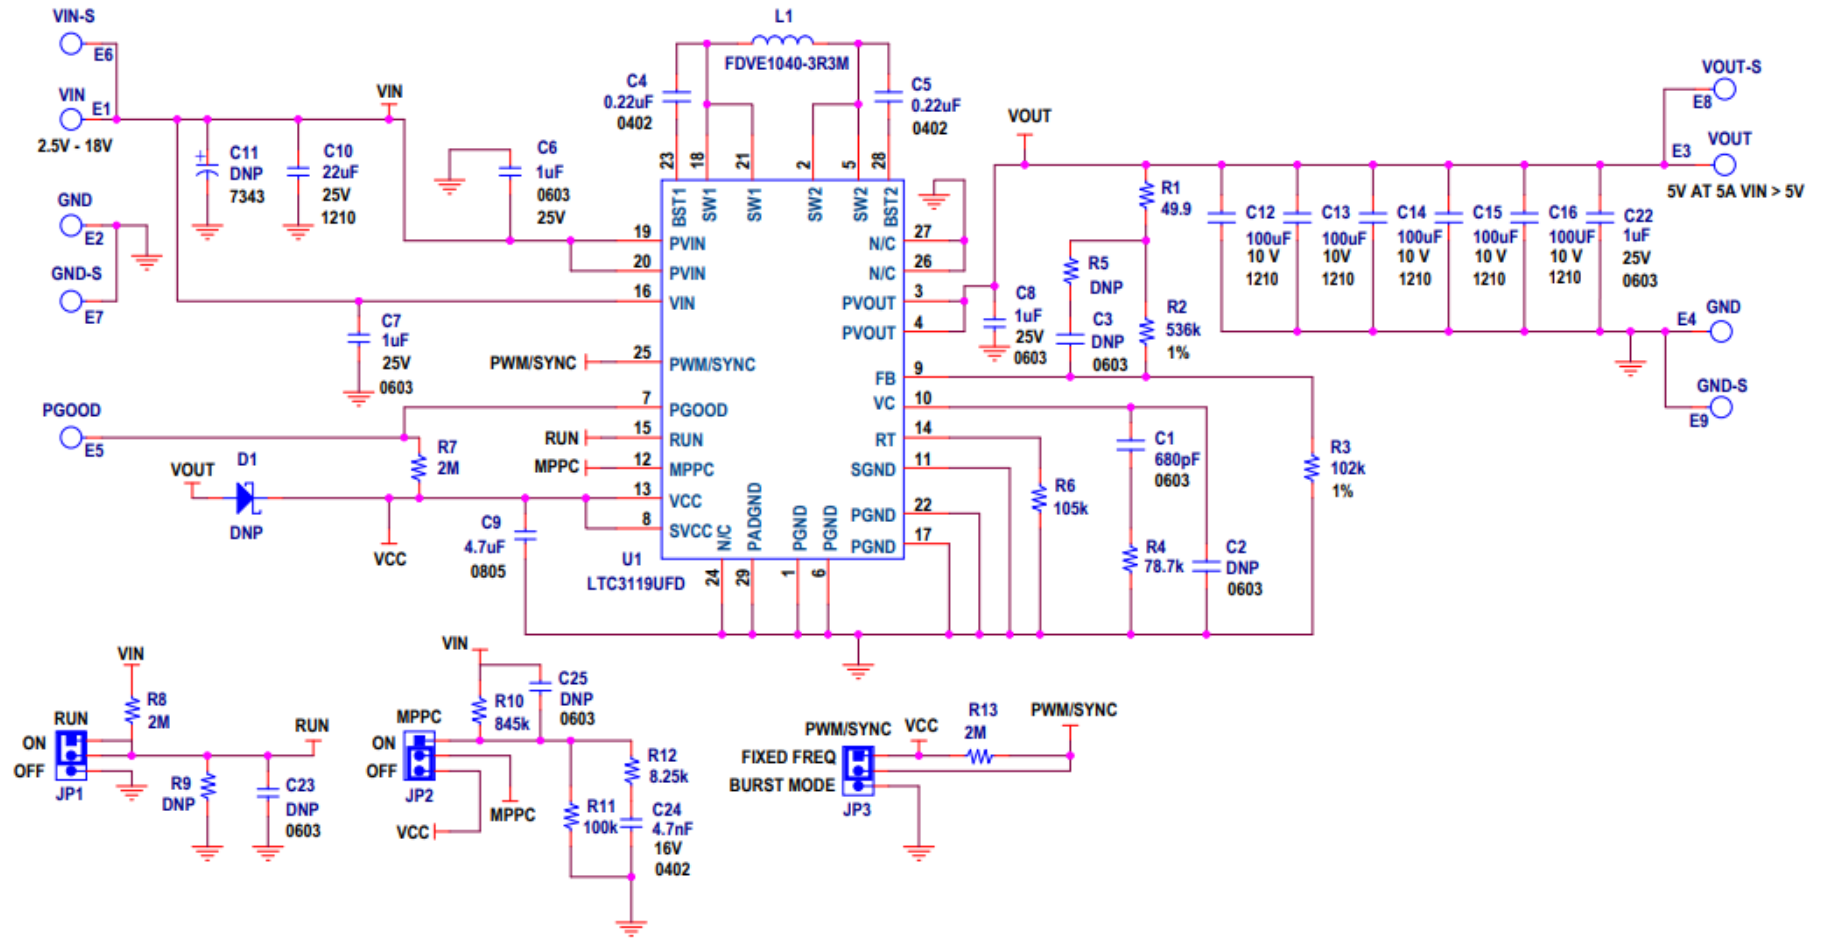 VIN-S
E6
VIN
E1
2.5V - 18V
GND
E2
GND-S
E7
PGOOD
E5
VIN
+
C11
DNP
7343
C10
22uF
25V
1210
C6
1uF
0603
25V
C7
1uF
25V
0603
L1
FDVE1040-3R3M
C4
0.22uF
0402
C5
0.22uF
0402
23
18
21
2
5
28
BST1
SW1
SW1
SW2
SW2
BST2
19
PVIN
20
PVIN
16
VIN
PWM/SYNC
25
PWM/SYNC
7
PGOOD
RUN
15
RUN
MPPC
12
MPPC
13
VCC
8
SVCC
N/C
PADGND
PGND
PGND
24
29
1
6
U1
LTC3119UFD
27
N/C
26
N/C
3
PVOUT
4
PVOUT
9
FB
10
VC
14
RT
11
SGND
22
PGND
17
PGND
VOUT
D1
DNP
R7
2M
VCC
C9
4.7uF
0805
VOUT
C8
1uF
25V
0603
R1
49.9
R5
DNP
C3
DNP
0603
R2
536k
1%
C12
100uF
10 V
1210
C13
100uF
10V
1210
C14
100uF
10 V
1210
C15
100uF
10 V
1210
C16
100UF
10 V
1210
C22
1uF
25V
0603
VOUT-S
E8
VOUT
E3
5V AT 5A VIN > 5V
E4
GND
GND-S
E9
C1
680pF
0603
R6
105k
R4
78.7k
C2
DNP
0603
R3
102k
1%
VIN
R8
2M
RUN
RUN
ON
OFF
JP1
R9
DNP
C23
DNP
0603
VIN
C25
DNP
0603
R10
845k
MPPC
ON
OFF
JP2
MPPC
VCC
R12
8.25k
R11
100k
C24
4.7nF
16V
0402
PWM/SYNC
VCC
R13
2M
PWM/SYNC
FIXED FREQ
BURST MODE
JP3